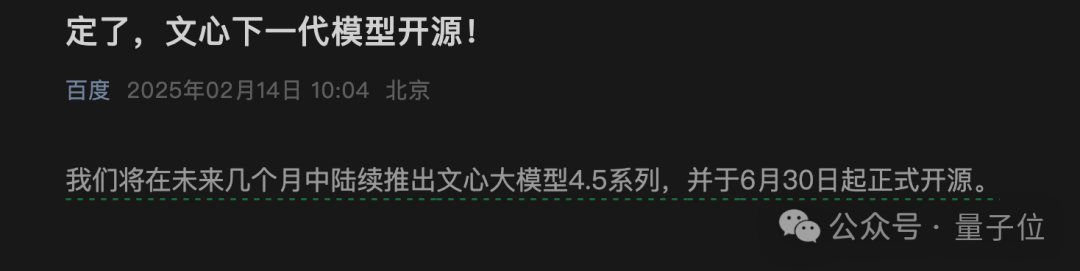 定了，文心下一代模型开源！
百度 2025年02月14日 10:04 北京
我们将在未来几个月中陆续推出文心大模型4.5系列，并于6月30日起正式开源。
公众号·量子位